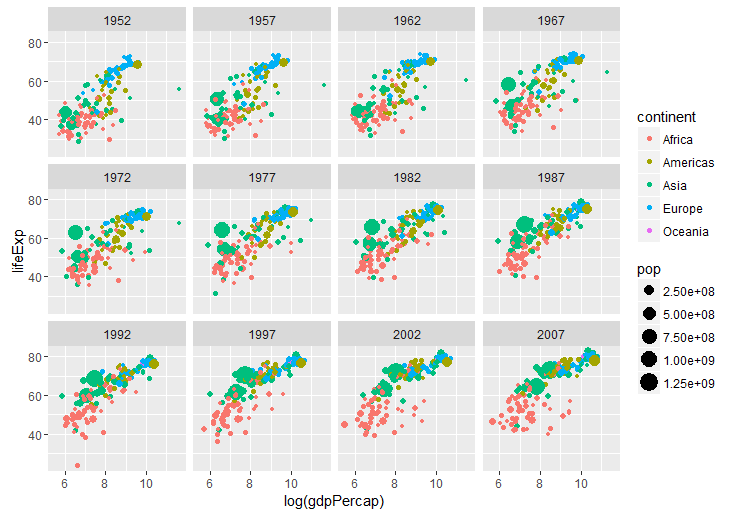 1952 1957 1962 1967
80
60
40
1972 1977 1982 1987
80
60
40
1992 1997 2002 2007
80
60
40
6 8 10 6 8 10 6 8 10 6 8 10
log(gdpPercap)
lifeExp
continent
Africa
Americas
Asia
Europe
Oceania
pop
2.50e+08
5.00e+08
7.50e+08
1.00e+09
1.25e+09